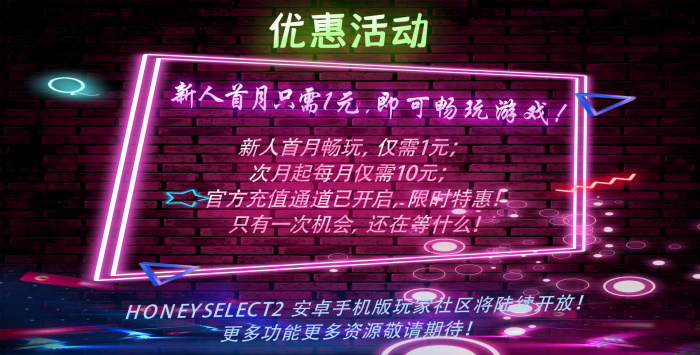 优惠活动
新人首月只需1元,即可畅玩游戏!
新人首月畅玩, 仅需1元;
次月起每月仅需10元;
官方充值通道已开启, 限时特惠!
只有一次机会, 还在等什么!
HONEYSELECT2 安卓手机版玩家社区将陆续开放!
更多功能更多资源敬请期待!